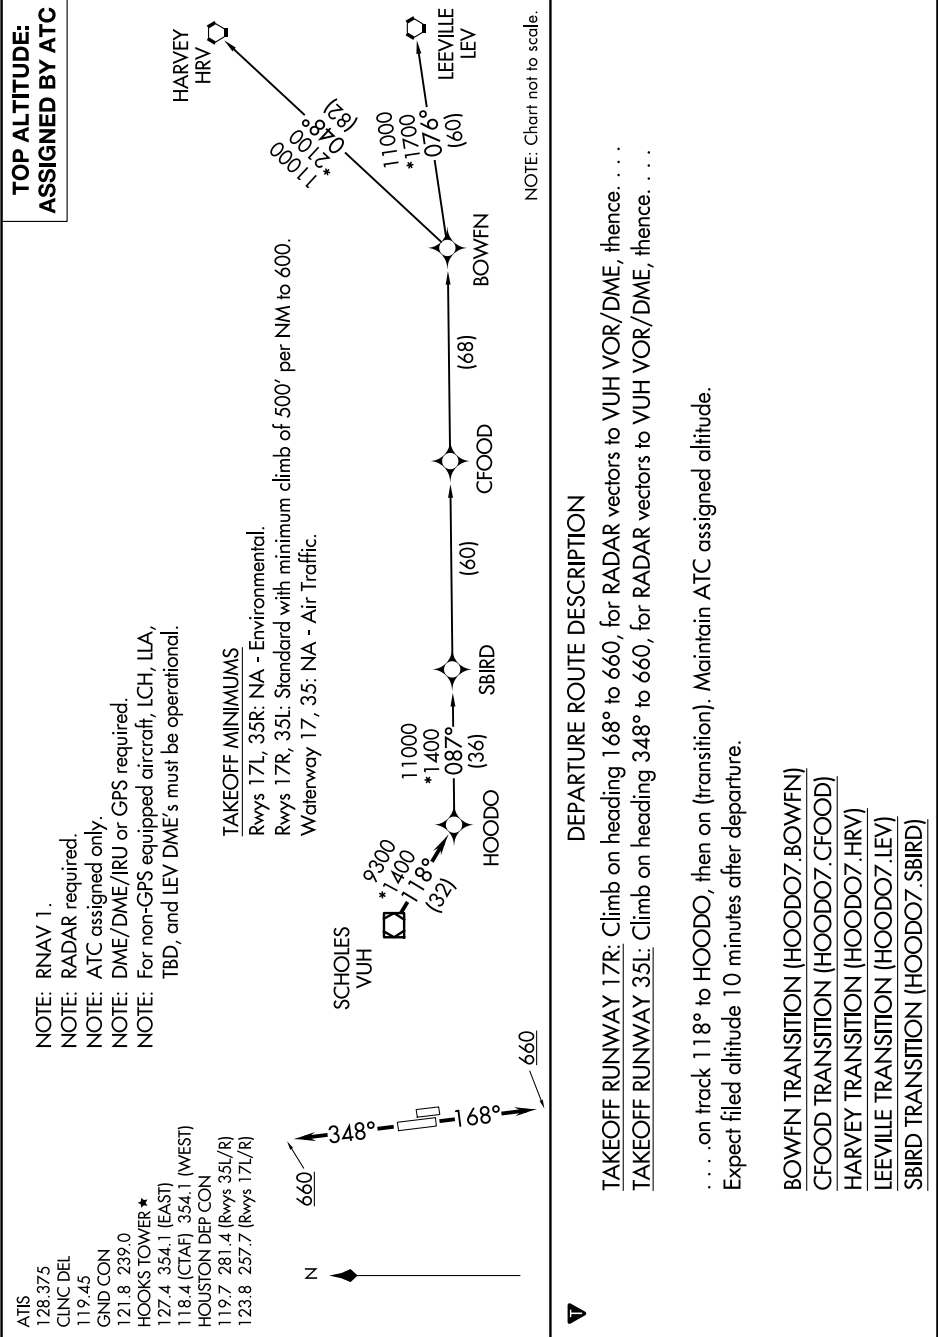 TOP ALTITUDE:
ASSIGNED BY ATC
ATIS
128.375
CLNC DEL
119.45
GND CON
121.8 239.0
HOOKS TOWER ★
127.4 354.1 (EAST)
118.4 (CTAF) 354.1 (WEST)
HOUSTON DEP CON
119.7 281.4 (Rwys 35L/R)
123.8 257.7 (Rwys 17L/R)
NOTE: RNAV 1.
NOTE: RADAR required.
NOTE: ATC assigned only.
NOTE: DME/DME/IRU or GPS required.
NOTE: For non-GPS equipped aircraft, LCH, LLA,
TBD, and LEV DME's must be operational.
TAKEOFF MINIMUMS
Rwys 17L, 35R: NA - Environmental.
Rwys 17R, 35L: Standard with minimum climb of 500' per NM to 600.
Waterway 17, 35: NA - Air Traffic.
HARVEY
HRV
11000
*2100
048°
(82)
LEEVILLE
LEV
11000
*1700
076°
(60)
BOWFN
(68)
CFOOD
(60)
SBIRD
11000
*1400
087°
(36)
HOODO
9300
*1400
118°
(32)
SCHOLES
VUH
N
660
348°
168°
660
NOTE: Chart not to scale.
DEPARTURE ROUTE DESCRIPTION
TAKEOFF RUNWAY 17R: Climb on heading 168° to 660, for RADAR vectors to VUH VOR/DME, thence. . . .
TAKEOFF RUNWAY 35L: Climb on heading 348° to 660, for RADAR vectors to VUH VOR/DME, thence. . . .
. . . .on track 118° to HOODO, then on (transition). Maintain ATC assigned altitude.
Expect filed altitude 10 minutes after departure.
BOWFN TRANSITION (HOODO7.BOWFN)
CFOOD TRANSITION (HOODO7.CFOOD)
HARVEY TRANSITION (HOODO7.HRV)
LEEVILLE TRANSITION (HOODO7.LEV)
SBIRD TRANSITION (HOODO7.SBIRD)
T